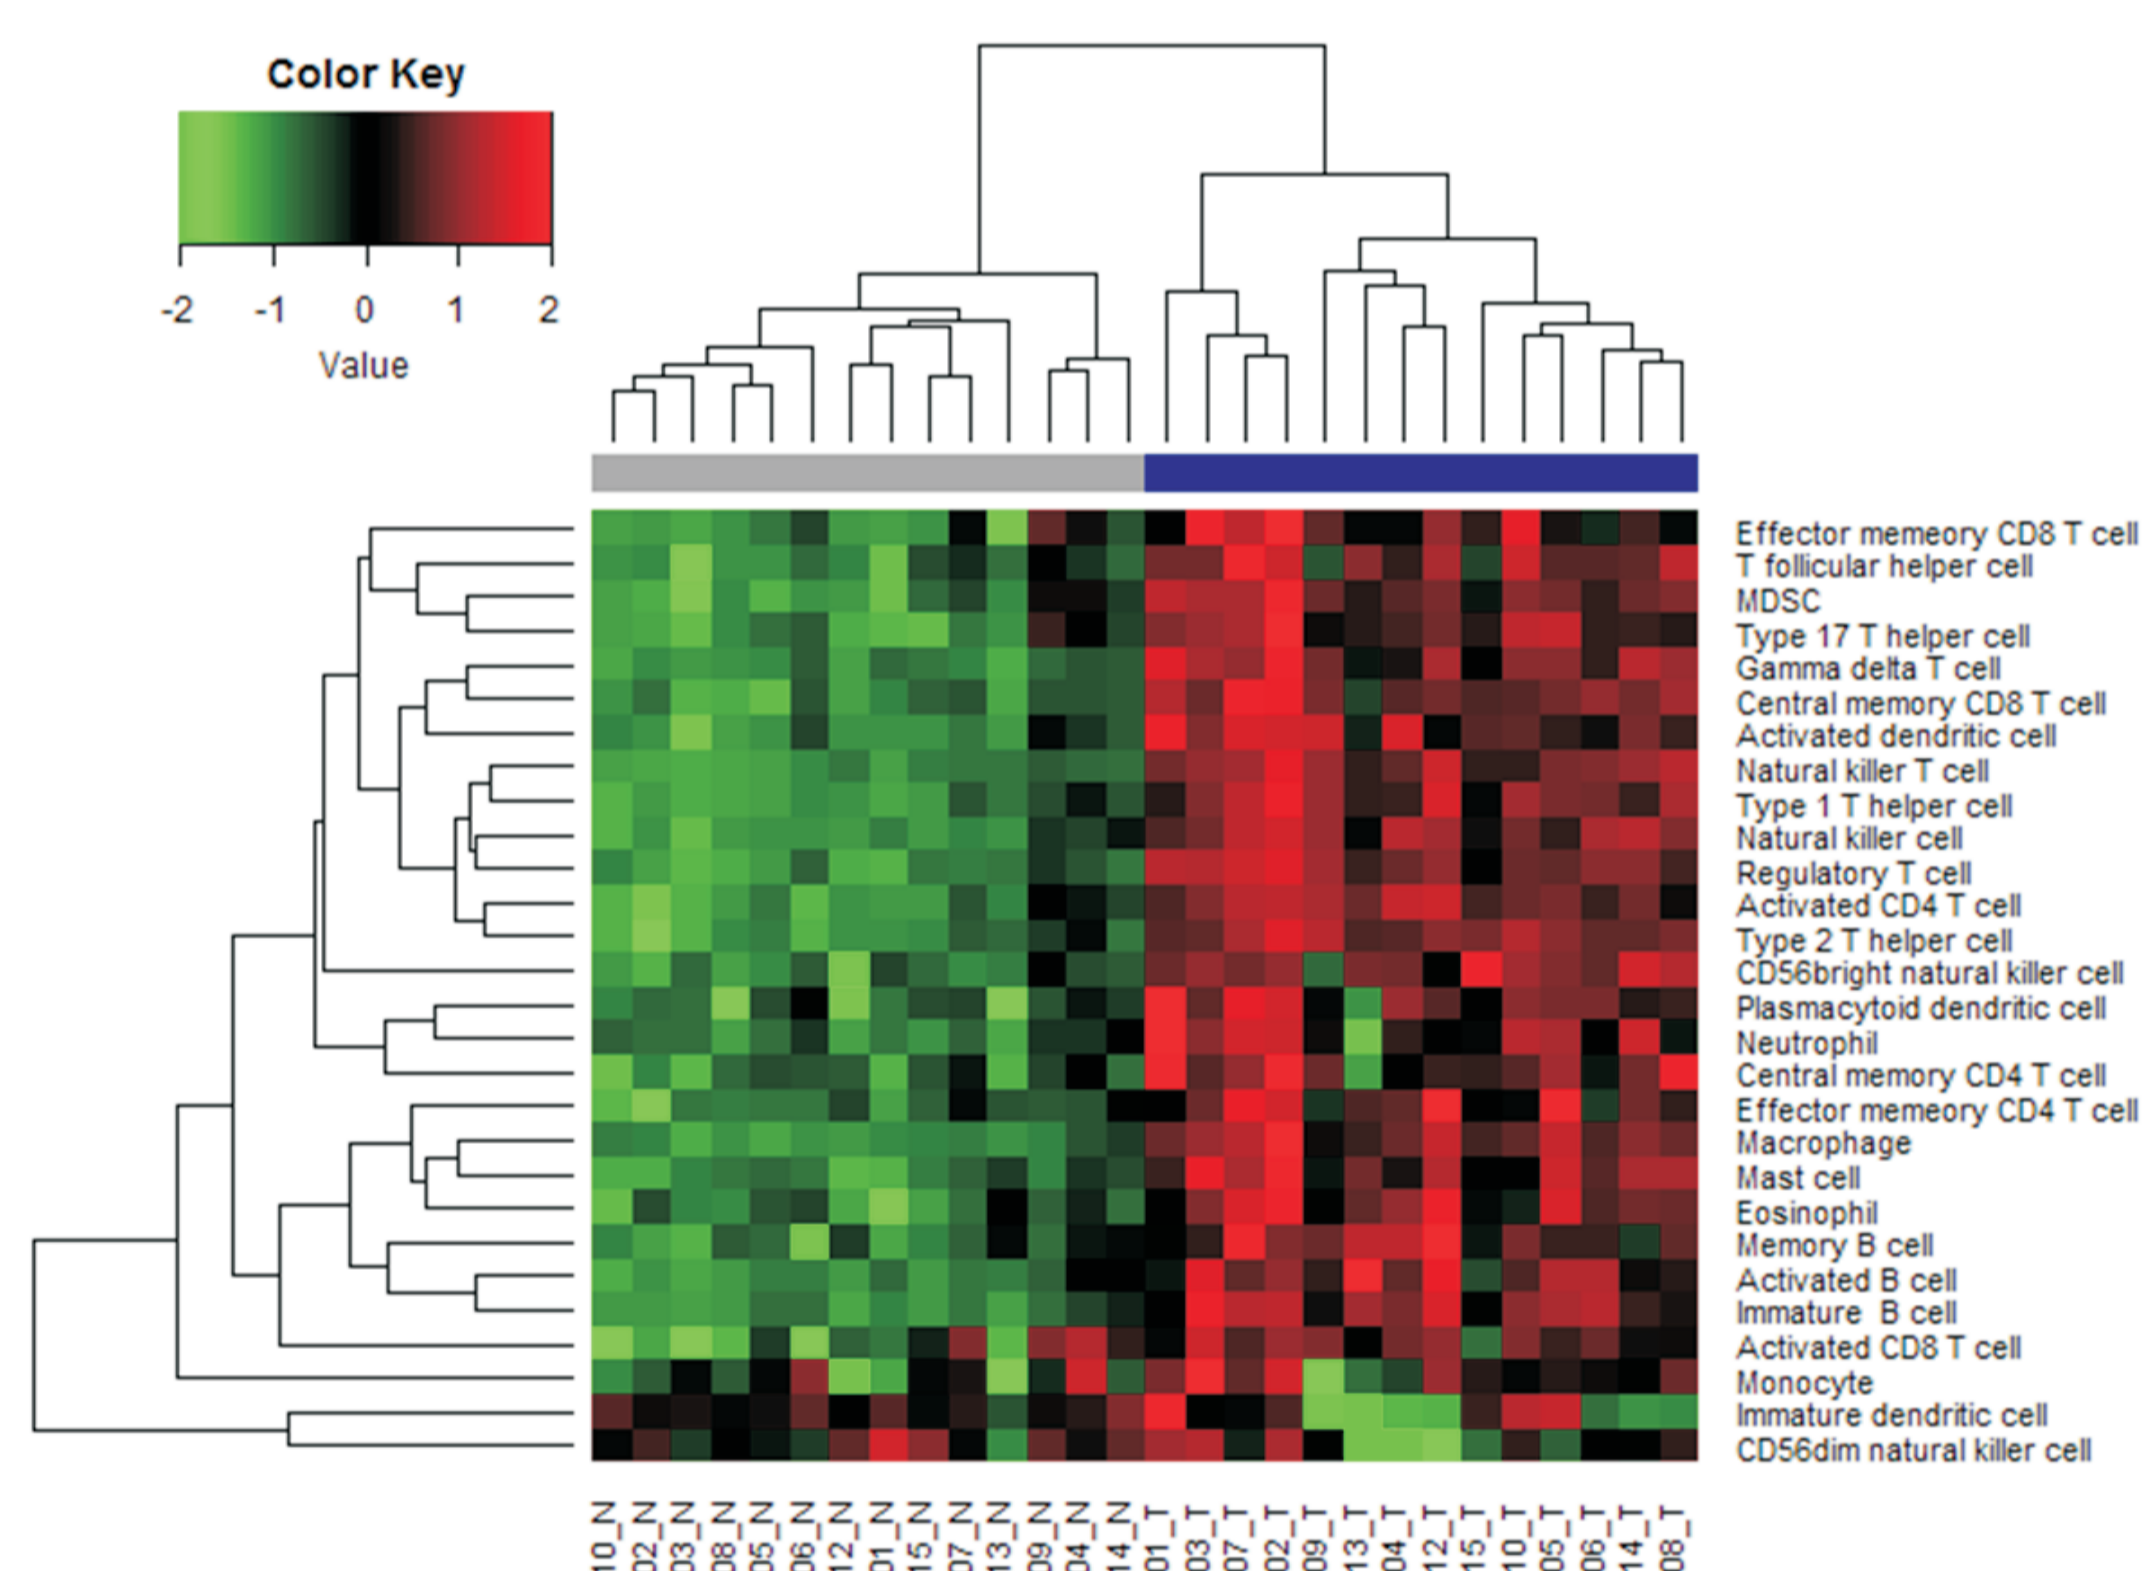 Color Key
-2 -1 0 1 2
Value
Effector memeory CD8 T cell
T follicular helper cell
MDSC
Type 17 T helper cell
Gamma delta T cell
Central memory CD8 T cell
Activated dendritic cell
Natural killer T cell
Type 1 T helper cell
Natural killer cell
Regulatory T cell
Activated CD4 T cell
Type 2 T helper cell
CD56bright natural killer cell
Plasmacytoid dendritic cell
Neutrophil
Central memory CD4 T cell
Effector memeory CD4 T cell
Macrophage
Mast cell
Eosinophil
Memory B cell
Activated B cell
Immature B cell
Activated CD8 T cell
Monocyte
Immature dendritic cell
CD56dim natural killer cell
10_N
02_N
03_N
08_N
05_N
06_N
12_N
01_N
15_N
07_N
13_N
09_N
04_N
14_N
01_T
03_T
07_T
02_T
09_T
13_T
04_T
12_T
15_T
10_T
05_T
06_T
14_T
08_T